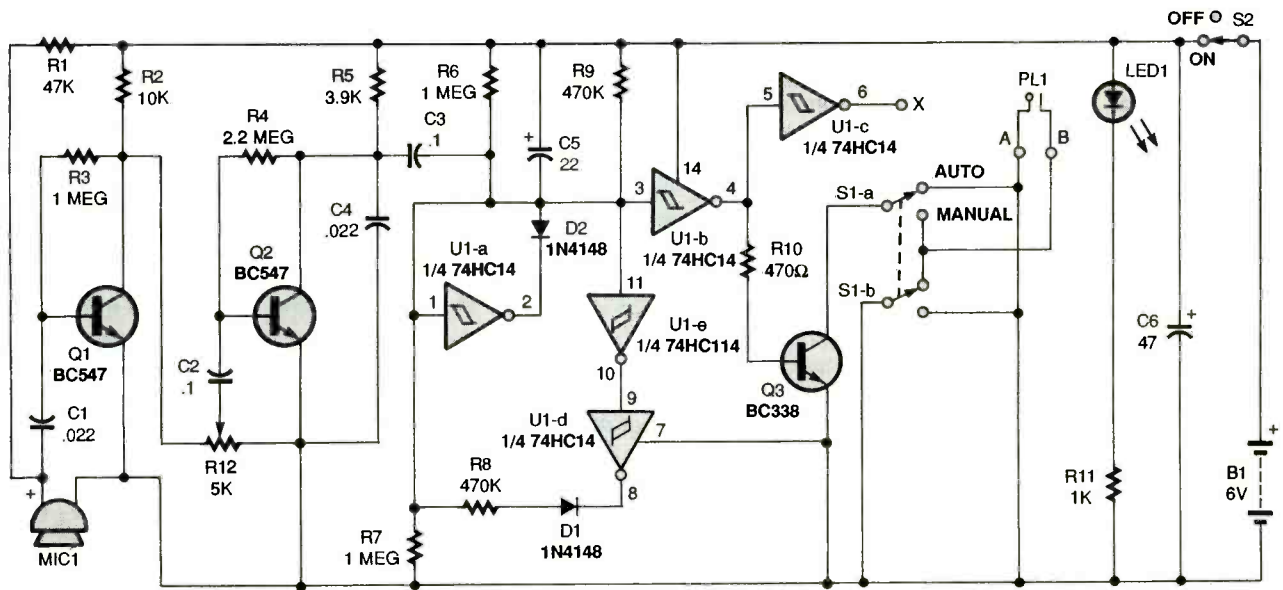 OFF
S2
ON
R1
47K
R2
10K
R5
3.9K
R6
1 MEG
R9
470K
LED1
PL1
R4
2.2 MEG
C3
.1
C5
22
5
6
X
U1-c
1/4 74HC14
A
B
R3
1 MEG
14
AUTO
S1-a
3
4
MANUAL
C4
.022
D2
1N4148
U1-b
1/4 74HC14
R10
470Ω
Q2
BC547
U1-a
1/4 74HC14
11
1
2
S1-b
U1-e
1/4 74HC114
C6
47
Q1
BC547
C2
.1
10
Q3
BC338
9
C1
.022
U1-d
1/4 74HC14
7
R12
5K
R8
470K
8
R11
1K
B1
6V
MIC1
R7
1 MEG
D1
1N4148